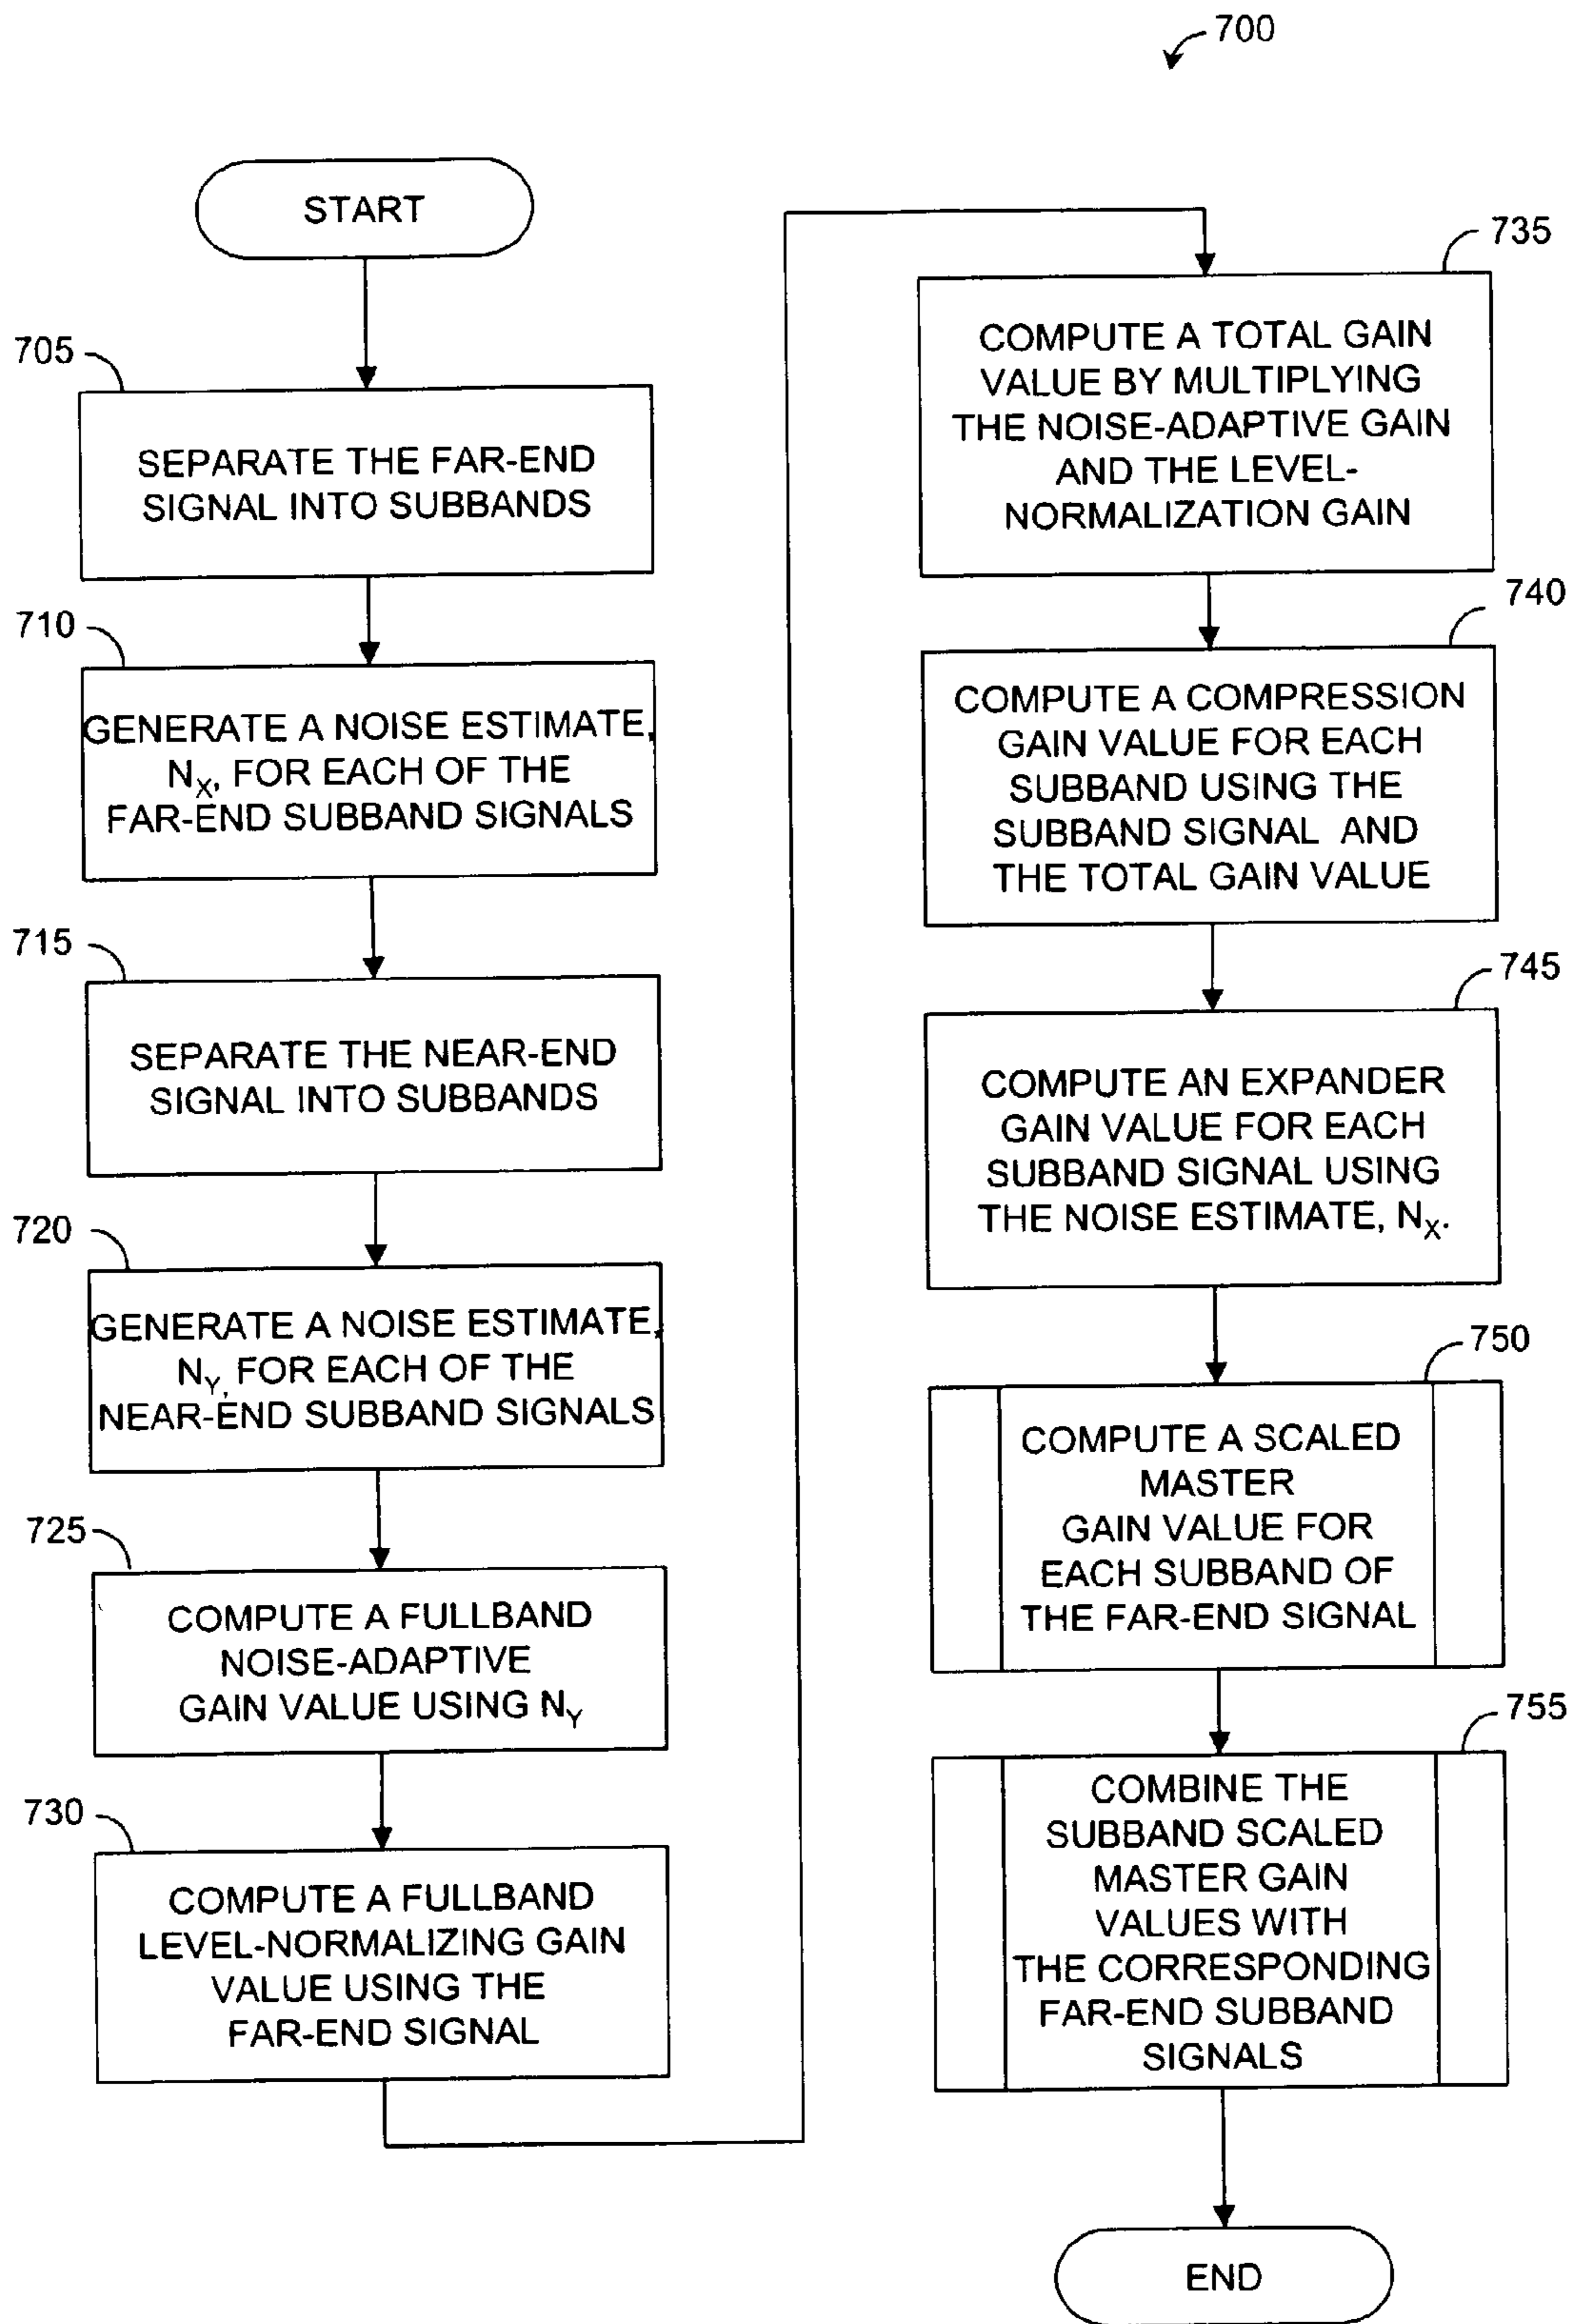 700
START
705
SEPARATE THE FAR-END
SIGNAL INTO SUBBANDS
710
GENERATE A NOISE ESTIMATE,
NX, FOR EACH OF THE
FAR-END SUBBAND SIGNALS
715
SEPARATE THE NEAR-END
SIGNAL INTO SUBBANDS
720
GENERATE A NOISE ESTIMATE,
NY, FOR EACH OF THE
NEAR-END SUBBAND SIGNALS
725
COMPUTE A FULLBAND
NOISE-ADAPTIVE
GAIN VALUE USING NY
730
COMPUTE A FULLBAND
LEVEL-NORMALIZING GAIN
VALUE USING THE
FAR-END SIGNAL
735
COMPUTE A TOTAL GAIN
VALUE BY MULTIPLYING
THE NOISE-ADAPTIVE GAIN
AND THE LEVEL-
NORMALIZATION GAIN
740
COMPUTE A COMPRESSION
GAIN VALUE FOR EACH
SUBBAND USING THE
SUBBAND SIGNAL AND
THE TOTAL GAIN VALUE
745
COMPUTE AN EXPANDER
GAIN VALUE FOR EACH
SUBBAND SIGNAL USING
THE NOISE ESTIMATE, NX.
750
COMPUTE A SCALED
MASTER
GAIN VALUE FOR
EACH SUBBAND OF
THE FAR-END SIGNAL
755
COMBINE THE
SUBBAND SCALED
MASTER GAIN
VALUES WITH
THE CORRESPONDING
FAR-END SUBBAND
SIGNALS
END